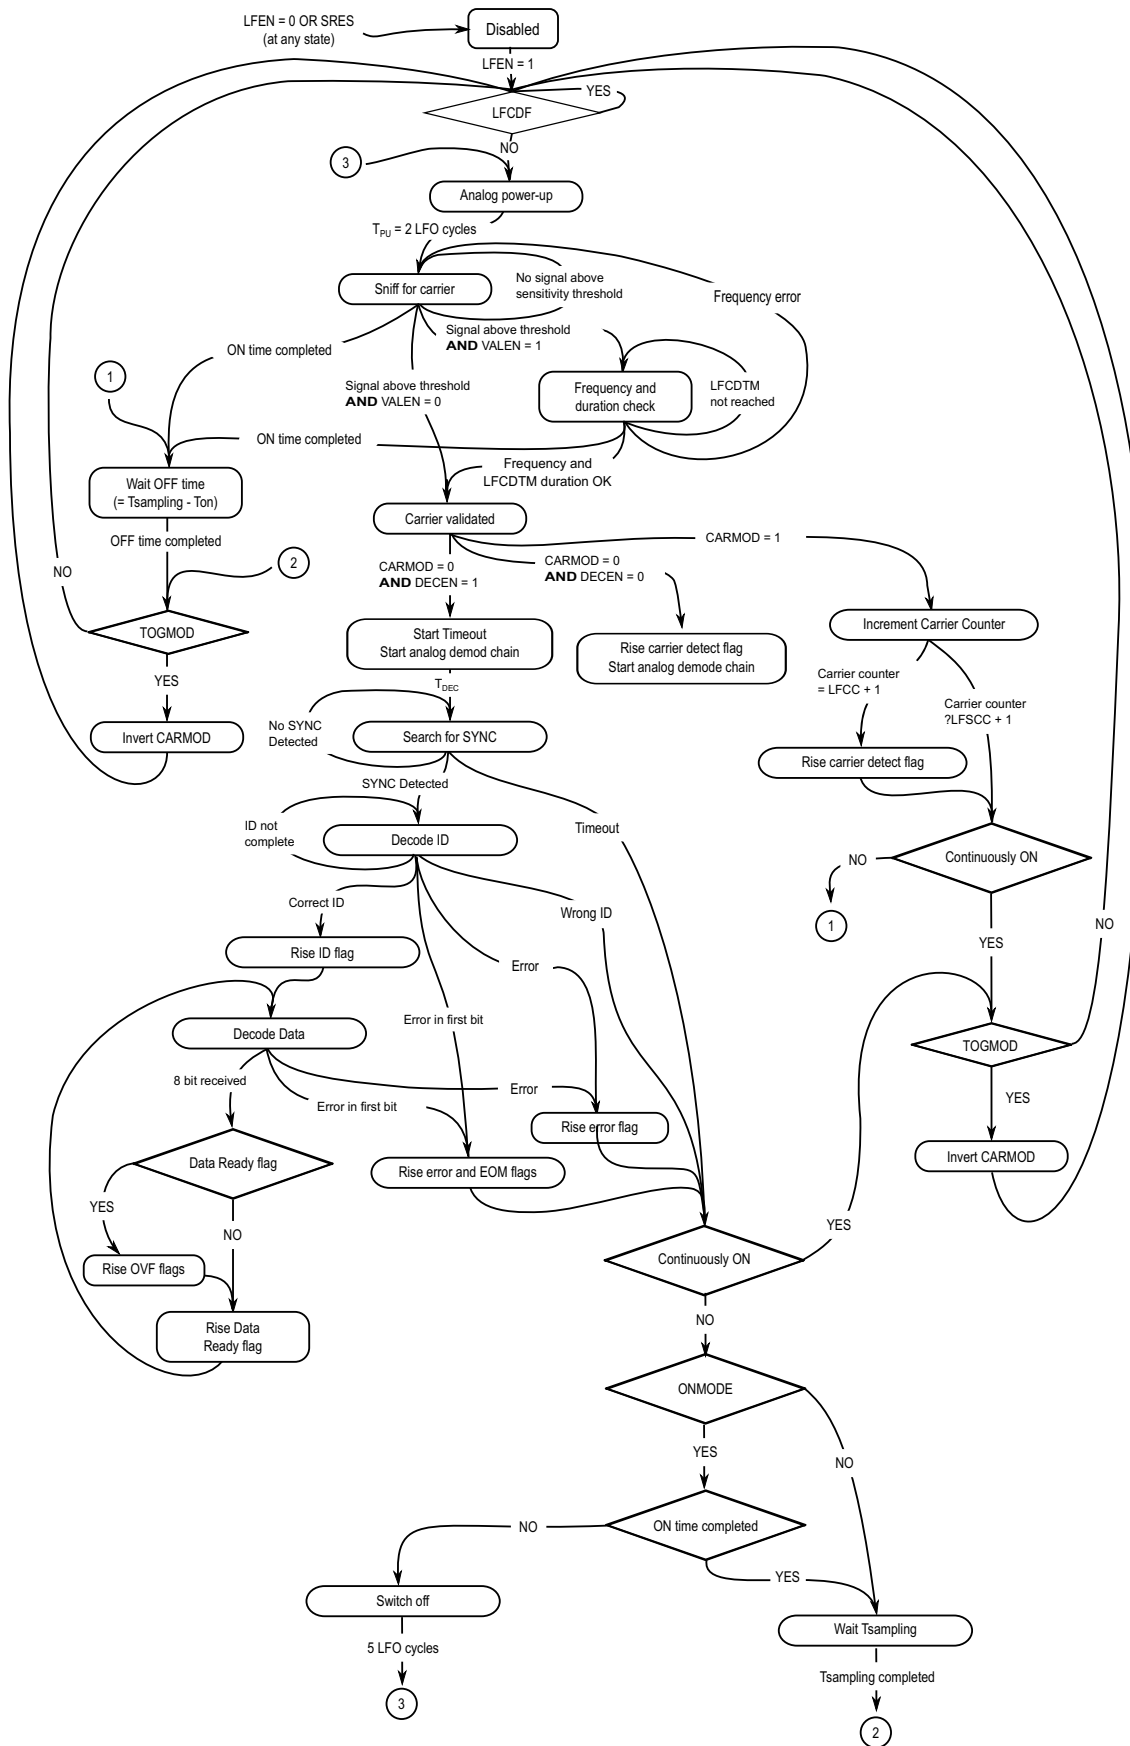 LFEN = 0 OR SRES
(at any state)
Disabled
LFEN = 1
YES
LFCDF
NO
3
Analog power-up
TPU = 2 LFO cycles
No signal above
sensitivity threshold
Sniff for carrier
Frequency error
Signal above threshold
AND VALEN = 1
ON time completed
1
Signal above threshold
AND VALEN = 0
Frequency and
duration check
LFCDTM
not reached
ON time completed
Frequency and
LFCDTM duration OK
Wait OFF time
(= Tsampling - Ton)
Carrier validated
OFF time completed
CARMOD = 1
CARMOD = 0
AND DECEN = 1
CARMOD = 0
AND DECEN = 0
2
NO
TOGMOD
Start Timeout
Start analog demod chain
Rise carrier detect flag
Start analog demode chain
Increment Carrier Counter
YES
TDEC
Carrier counter
= LFCC + 1
Carrier counter
?LFSCC + 1
No SYNC
Detected
Search for SYNC
Invert CARMOD
Rise carrier detect flag
SYNC Detected
ID not
complete
Decode ID
Timeout
Continuously ON
NO
Correct ID
Wrong ID
1
NO
YES
Rise ID flag
Error
Decode Data
Error in first bit
TOGMOD
8 bit received
Error
Error in first bit
YES
Rise error flag
Data Ready flag
Rise error and EOM flags
Invert CARMOD
YES
NO
YES
Rise OVF flags
Continuously ON
Rise Data
Ready flag
NO
ONMODE
YES
NO
NO
ON time completed
YES
Switch off
Wait Tsampling
5 LFO cycles
Tsampling completed
3
2